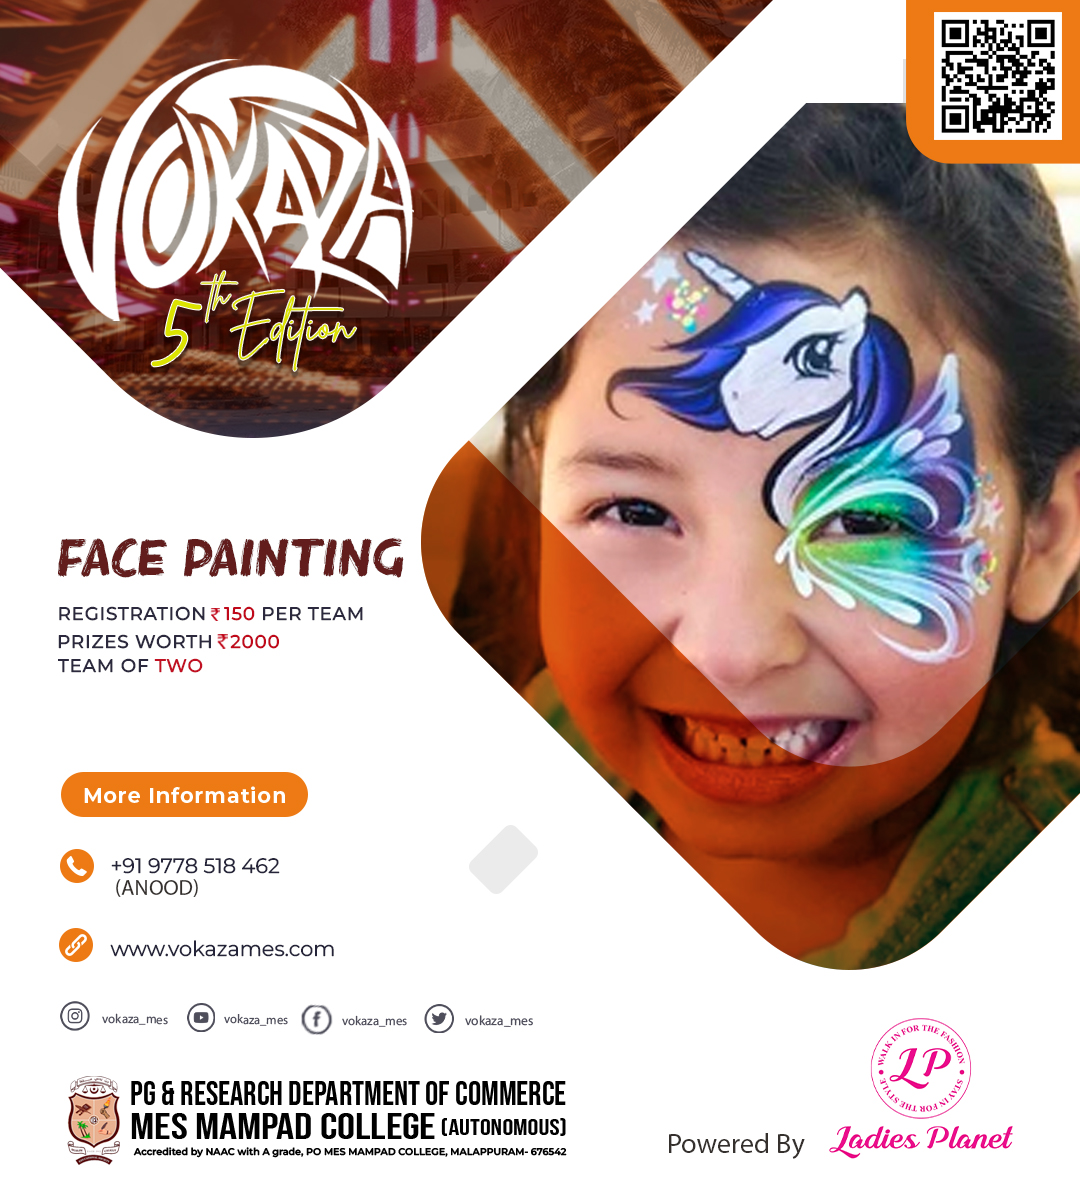 VOKAZA
5th Edition
FACE PAINTING
REGISTRATION ₹150 PER TEAM
PRIZES WORTH ₹2000
TEAM OF TWO
More Information
+91 9778 518 462
(ANOOD)
www.vokazames.com
vokaza_mes vokaza_mes vokaza_mes vokaza_mes
PG & RESEARCH DEPARTMENT OF COMMERCE
MES MAMPAD COLLEGE (AUTONOMOUS)
Accredited by NAAC with A grade, PO MES MAMPAD COLLEGE, MALAPPURAM- 676542
Powered By
WALK IN FOR THE FASHION
LP
STAY IN FOR THE STYLE
Ladies Planet